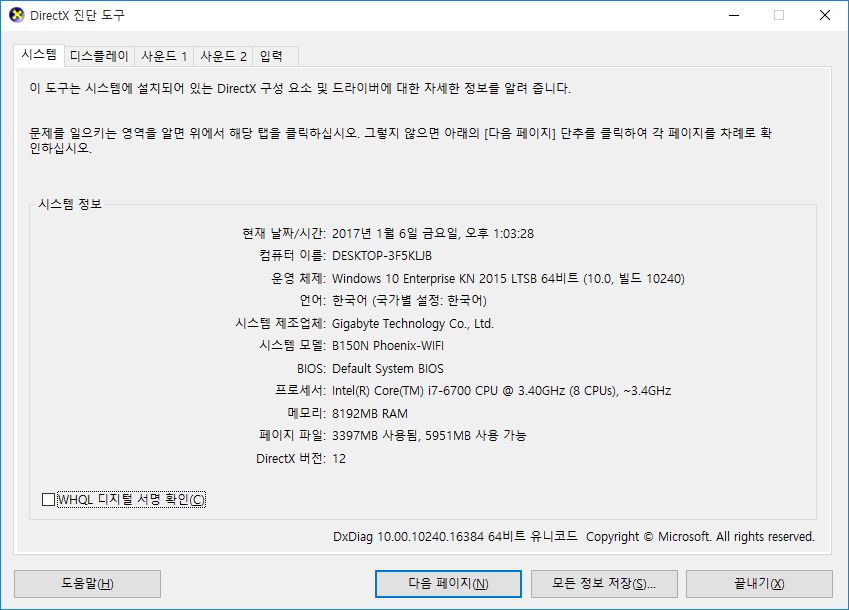 DirectX 진단 도구
시스템 디스플레이 사운드 1 사운드 2 입력
이 도구는 시스템에 설치되어 있는 DirectX 구성 요소 및 드라이버에 대한 자세한 정보를 알려 줍니다.
문제를 일으키는 영역을 알면 위에서 해당 탭을 클릭하십시오. 그렇지 않으면 아래의 [다음 페이지] 단추를 클릭하여 각 페이지를 차례로 확
인하십시오.
시스템 정보
현재 날짜/시간: 2017년 1월 6일 금요일, 오후 1:03:28
컴퓨터 이름: DESKTOP-3F5KLJB
운영 체제: Windows 10 Enterprise KN 2015 LTSB 64비트 (10.0, 빌드 10240)
언어: 한국어 (국가별 설정: 한국어)
시스템 제조업체: Gigabyte Technology Co., Ltd.
시스템 모델: B150N Phoenix-WIFI
BIOS: Default System BIOS
프로세서: Intel(R) Core(TM) i7-6700 CPU @ 3.40GHz (8 CPUs), ~3.4GHz
메모리: 8192MB RAM
페이지 파일: 3397MB 사용됨, 5951MB 사용 가능
DirectX 버전: 12
WHQL 디지털 서명 확인(C)
DxDiag 10.00.10240.16384 64비트 유니코드 Copyright © Microsoft. All rights reserved.
도움말(H) 다음 페이지(N) 모든 정보 저장(S)... 끝내기(X)